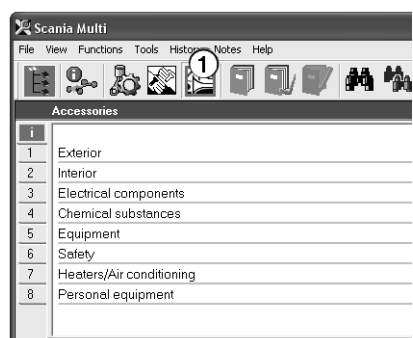 Scania Multi
File View Functions Tools History Notes Help
1
Accessories
i
1 Exterior
2 Interior
3 Electrical components
4 Chemical substances
5 Equipment
6 Safety
7 Heaters/Air conditioning
8 Personal equipment